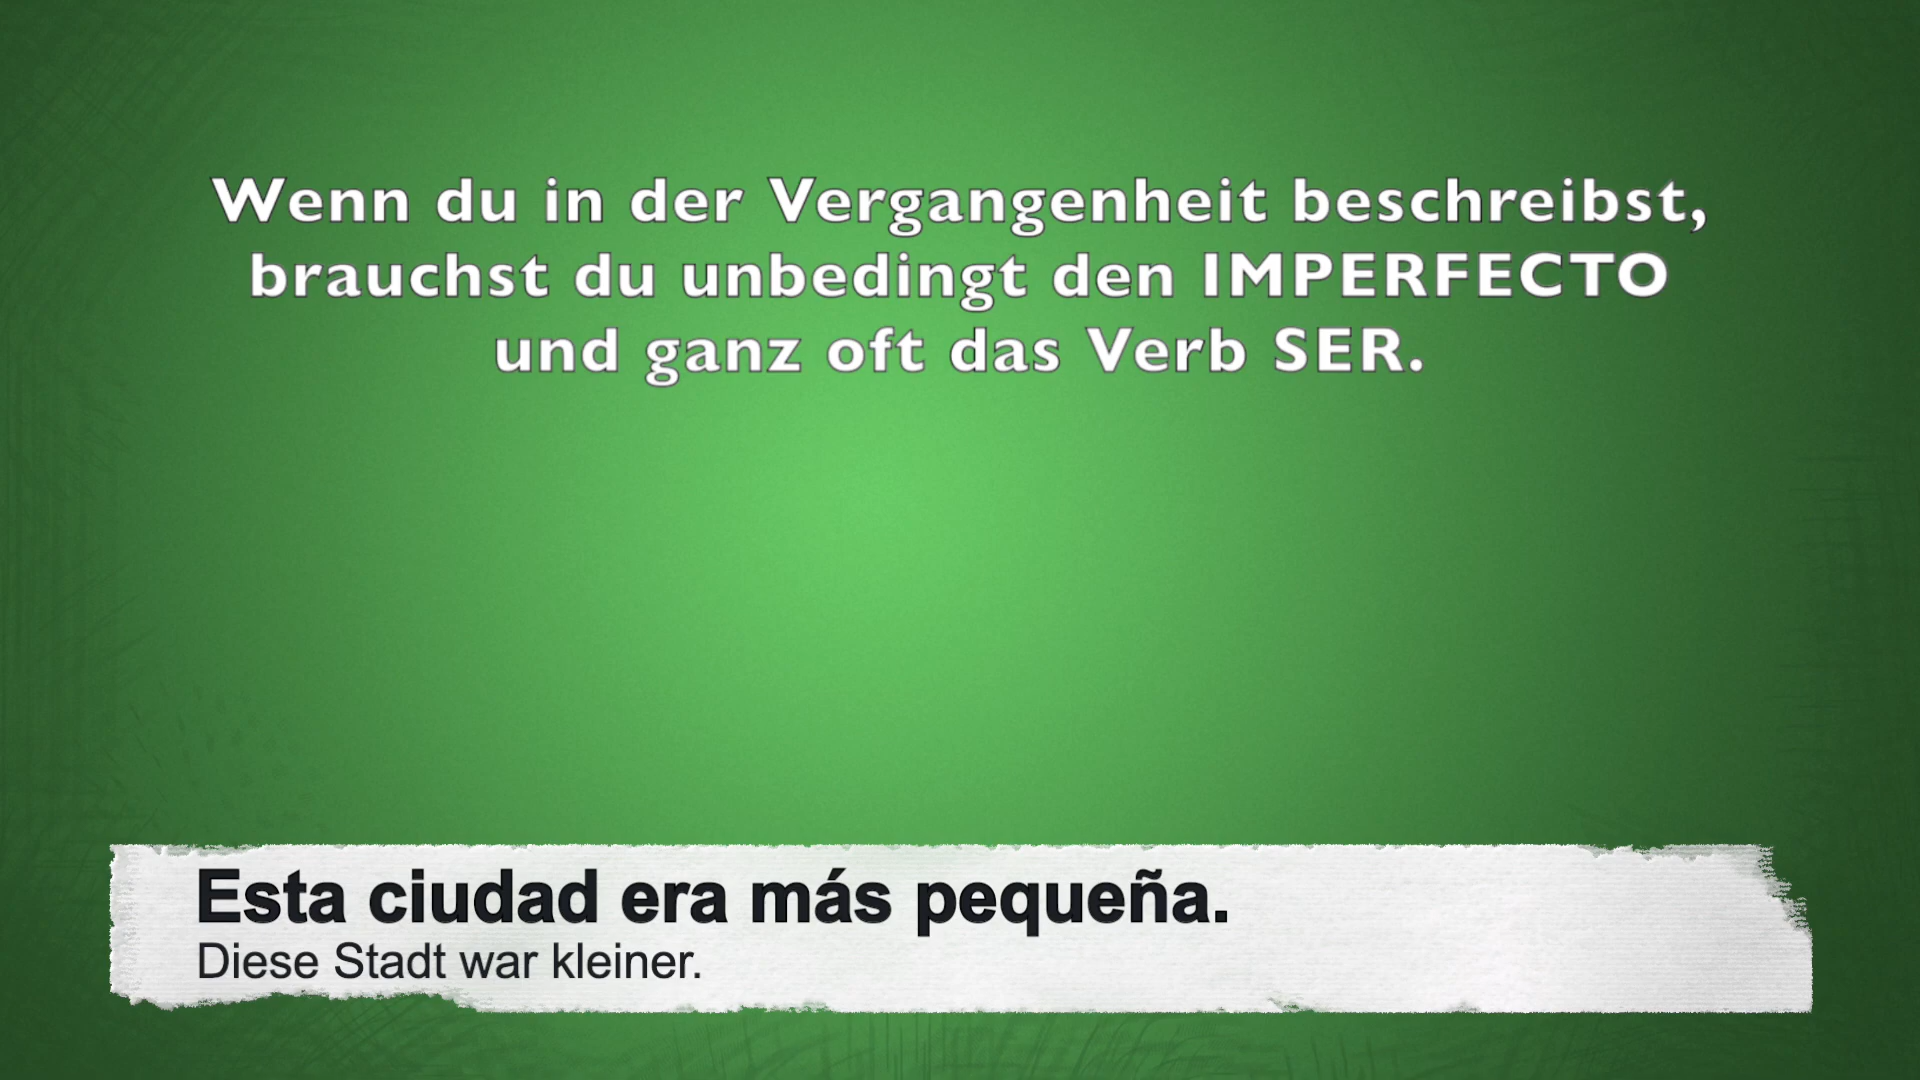 Wenn du in der Vergangenheit beschreibst,
brauchst du unbedingt den IMPERFECTO
und ganz oft das Verb SER.
Esta ciudad era más pequeña.
Diese Stadt war kleiner.